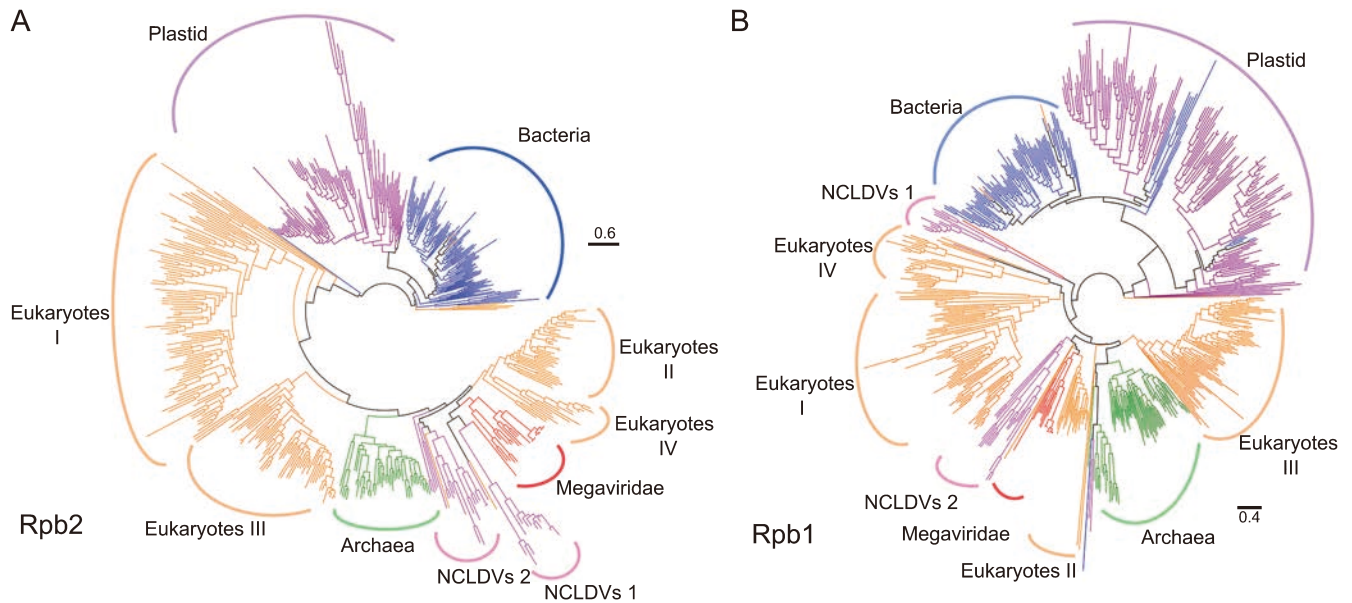 A
Plastid
Bacteria
0.6
Eukaryotes
I
Eukaryotes
II
Eukaryotes
IV
Megaviridae
Eukaryotes III
Rpb2
Archaea
NCLDVs 2
NCLDVs 1
B
Plastid
Bacteria
NCLDVs 1
Eukaryotes
IV
Eukaryotes
I
Eukaryotes
III
NCLDVs 2
0.4
Rpb1
Megaviridae
Archaea
Eukaryotes II